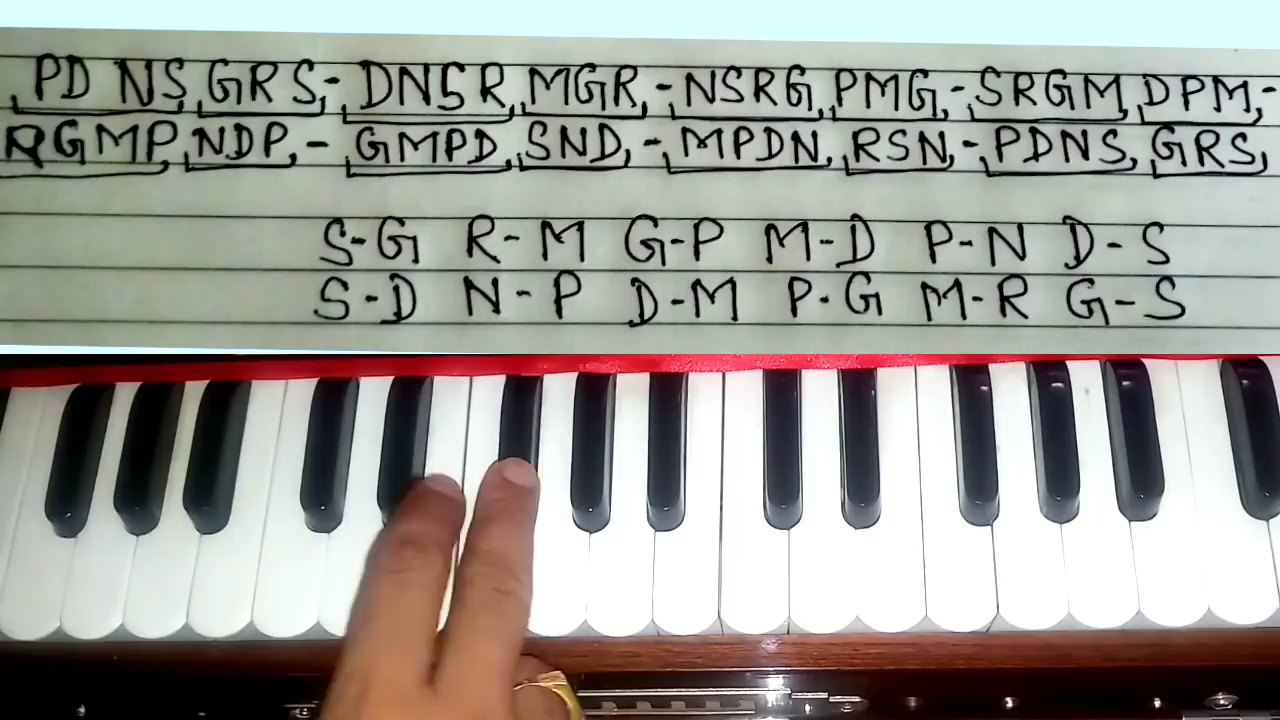 PD NS, GRS,- DNSR, MGR,- NSRG, PMG,- SRGM, DPM,-
RGMP, NDP,- GMPD, SND,- MPDN, RSN,- PDNS, GRS,
S-G R-M G-P M-D P-N D-S
S-D N-P D-M P-G M-R G-S